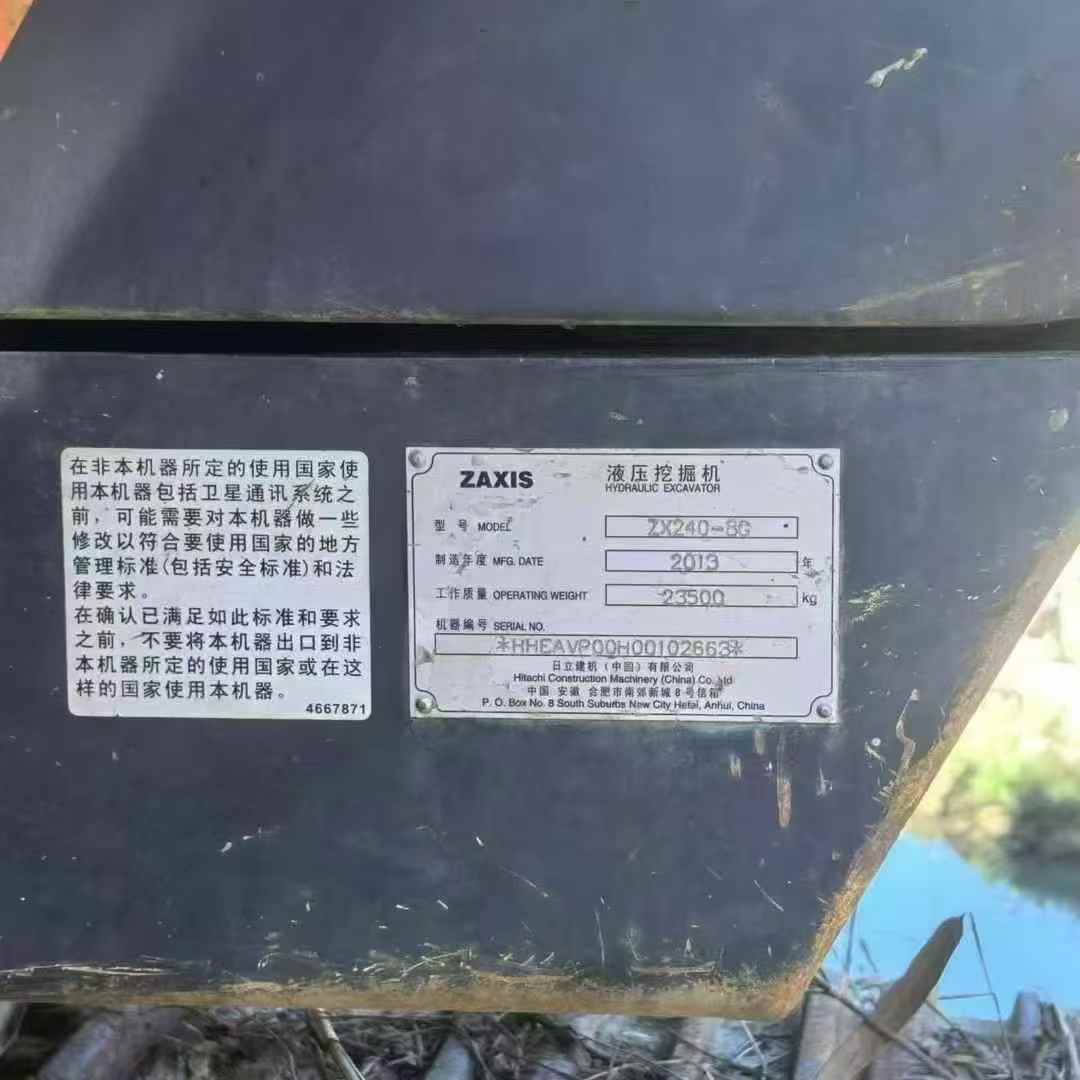 在非本机器所定的使用国家使
用本机器包括卫星通讯系统之
前，可能需要对本机器做一些
修改以符合要使用国家的地方
管理标准(包括安全标准)和法
律要求。
在确认已满足如此标准和要求
之前，不要将本机器出口到非
本机器所定的使用国家或在这
样的国家使用本机器。
4667871
ZAXIS 液压挖掘机
HYDRAULIC EXCAVATOR
型 号 MODEL ZX240-8G
制造年度 MFG. DATE 2013 年
工作质量 OPERATING WEIGHT 23500 kg
机器编号 SERIAL NO.
*HHEAVP00H00102663*
日立建机（中国）有限公司
Hitachi Construction Machinery (China) Co.,ltd
中国 安徽 合肥市南郊新城 8 号信箱
P. O. Box No. 8 South Suburbs New City Hefei, Anhui, China